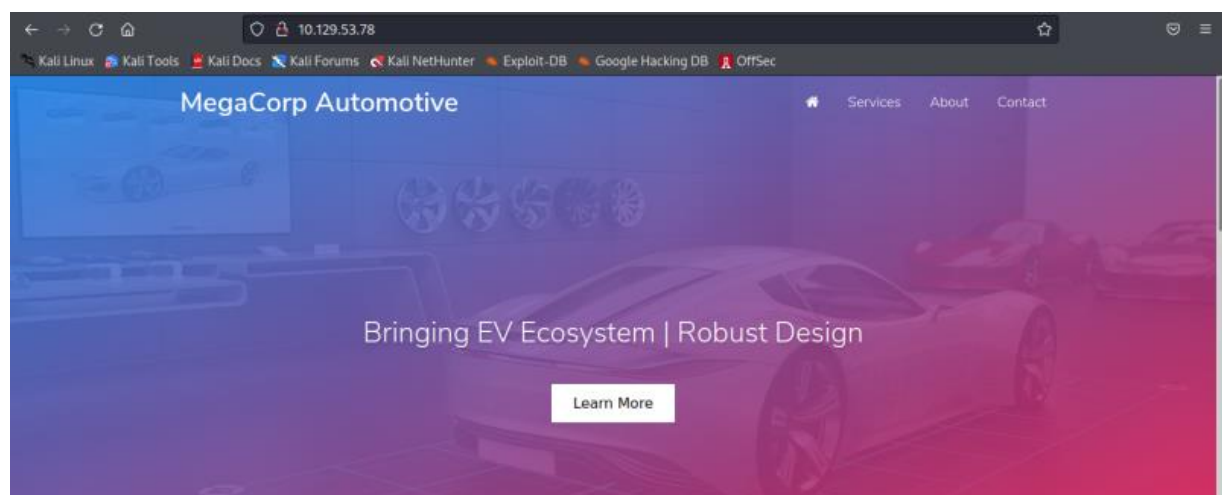 10.129.53.78
Kali Linux Kali Tools Kali Docs Kali Forums Kali NetHunter Exploit-DB Google Hacking DB OffSec
MegaCorp Automotive Services About Contact
Bringing EV Ecosystem | Robust Design
Learn More